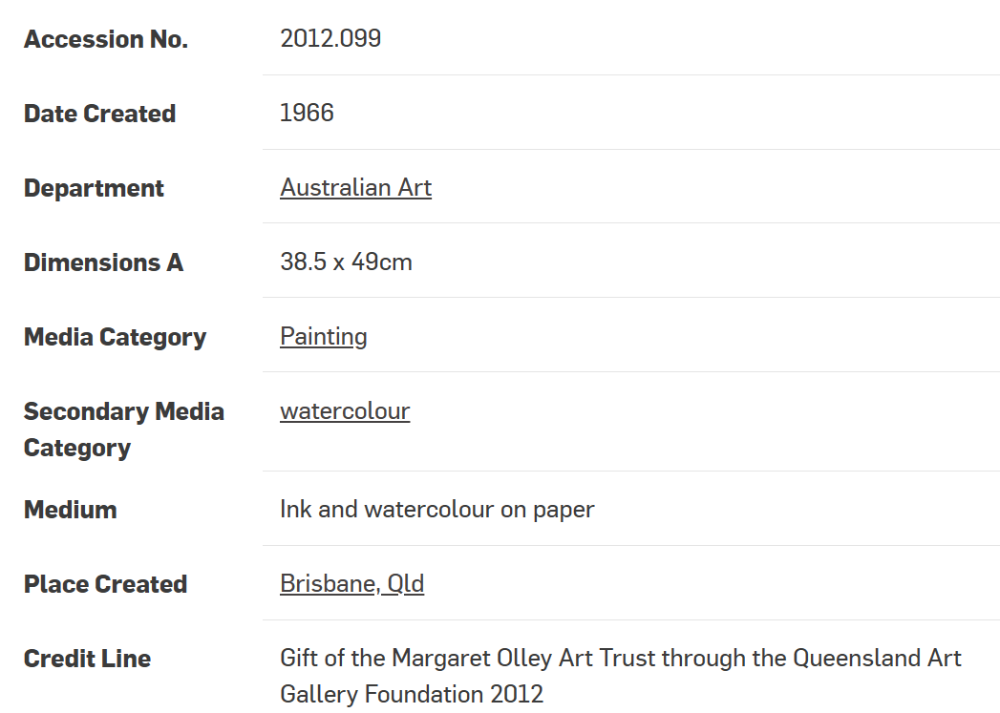 Accession No. 2012.099
Date Created 1966
Department Australian Art
Dimensions A 38.5 x 49cm
Media Category Painting
Secondary Media watercolour
Category
Medium Ink and watercolour on paper
Place Created Brisbane, Qld
Credit Line Gift of the Margaret Olley Art Trust through the Queensland Art
Gallery Foundation 2012